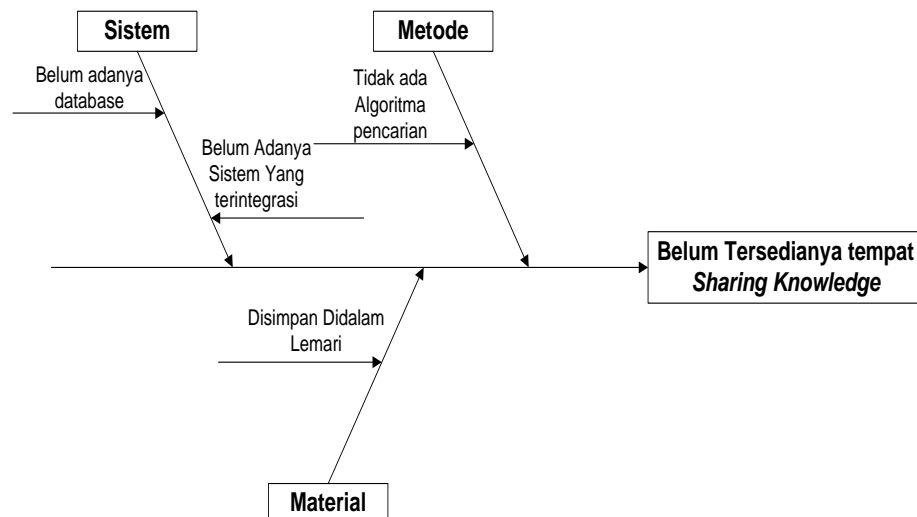 Sistem
Metode
Belum adanya
database
Tidak ada
Algoritma
pencarian
Belum Adanya
Sistem Yang
terintegrasi
Belum Tersedianya tempat
Sharing Knowledge
Disimpan Didalam
Lemari
Material